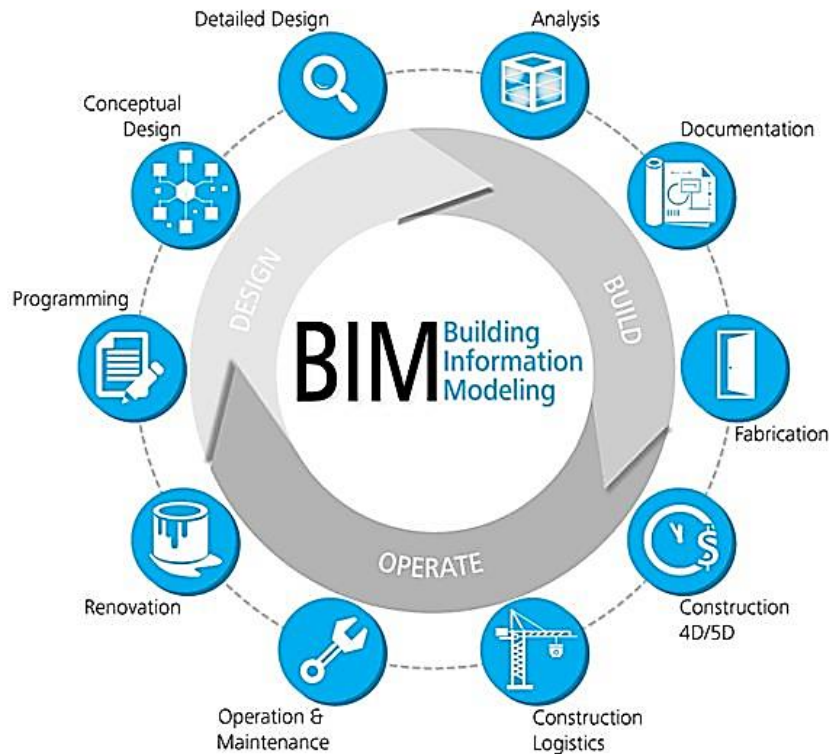 Detailed Design
Analysis
Conceptual
Design
Documentation
Programming
DESIGN
BUILD
BIM
Building
Information
Modeling
Fabrication
Renovation
OPERATE
$
Construction
4D/5D
Operation &
Maintenance
Construction
Logistics